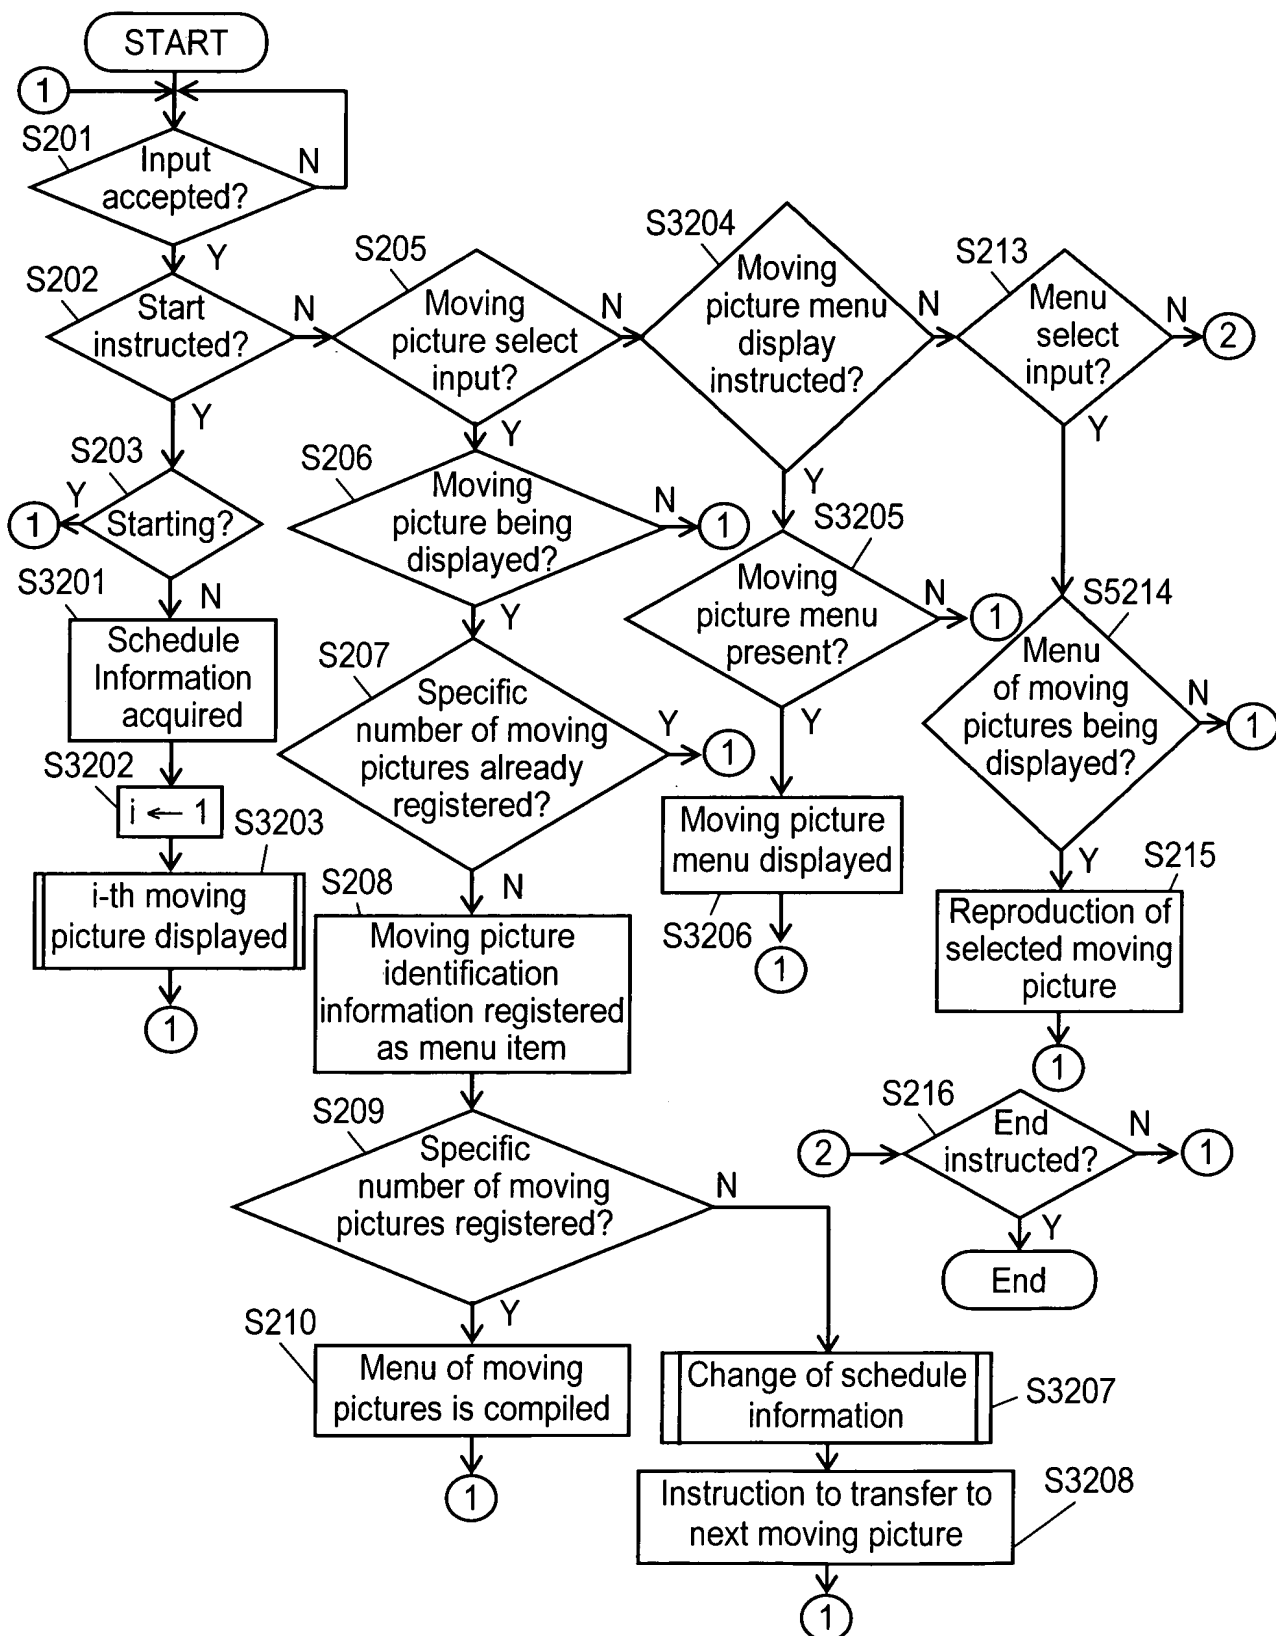 START
1
S201
Input
accepted?
N
Y
S202
Start
instructed?
N
Y
S203
Starting?
Y
1
N
S3201
Schedule
Information
acquired
S3202
i ← 1
S3203
i-th moving
picture displayed
1
S205
Moving
picture select
input?
N
Y
S206
Moving
picture being
displayed?
N
1
Y
S207
Specific
number of moving
pictures already
registered?
Y
1
N
S208
Moving picture
identification
information registered
as menu item
S209
Specific
number of moving
pictures registered?
N
Y
S210
Menu of moving
pictures is compiled
1
Change of schedule
information
S3207
Instruction to transfer to
next moving picture
S3208
1
S3204
Moving
picture menu
display
instructed?
N
Y
S3205
Moving
picture menu
present?
N
1
Y
Moving picture
menu displayed
S3206
1
S213
Menu
select
input?
N
2
Y
S5214
Menu
of moving
pictures being
displayed?
N
1
Y
S215
Reproduction of
selected moving
picture
1
S216
2
End
instructed?
N
1
Y
End